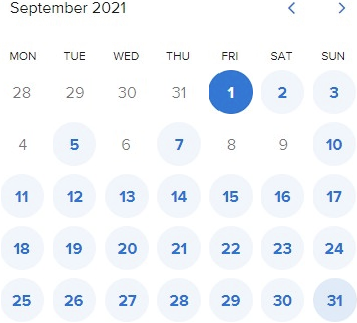 September 2021
MON TUE WED THU FRI SAT SUN
28 29 30 31 1 2 3
4 5 6 7 8 9 10
11 12 13 14 15 16 17
18 19 20 21 22 23 24
25 26 27 28 29 30 31